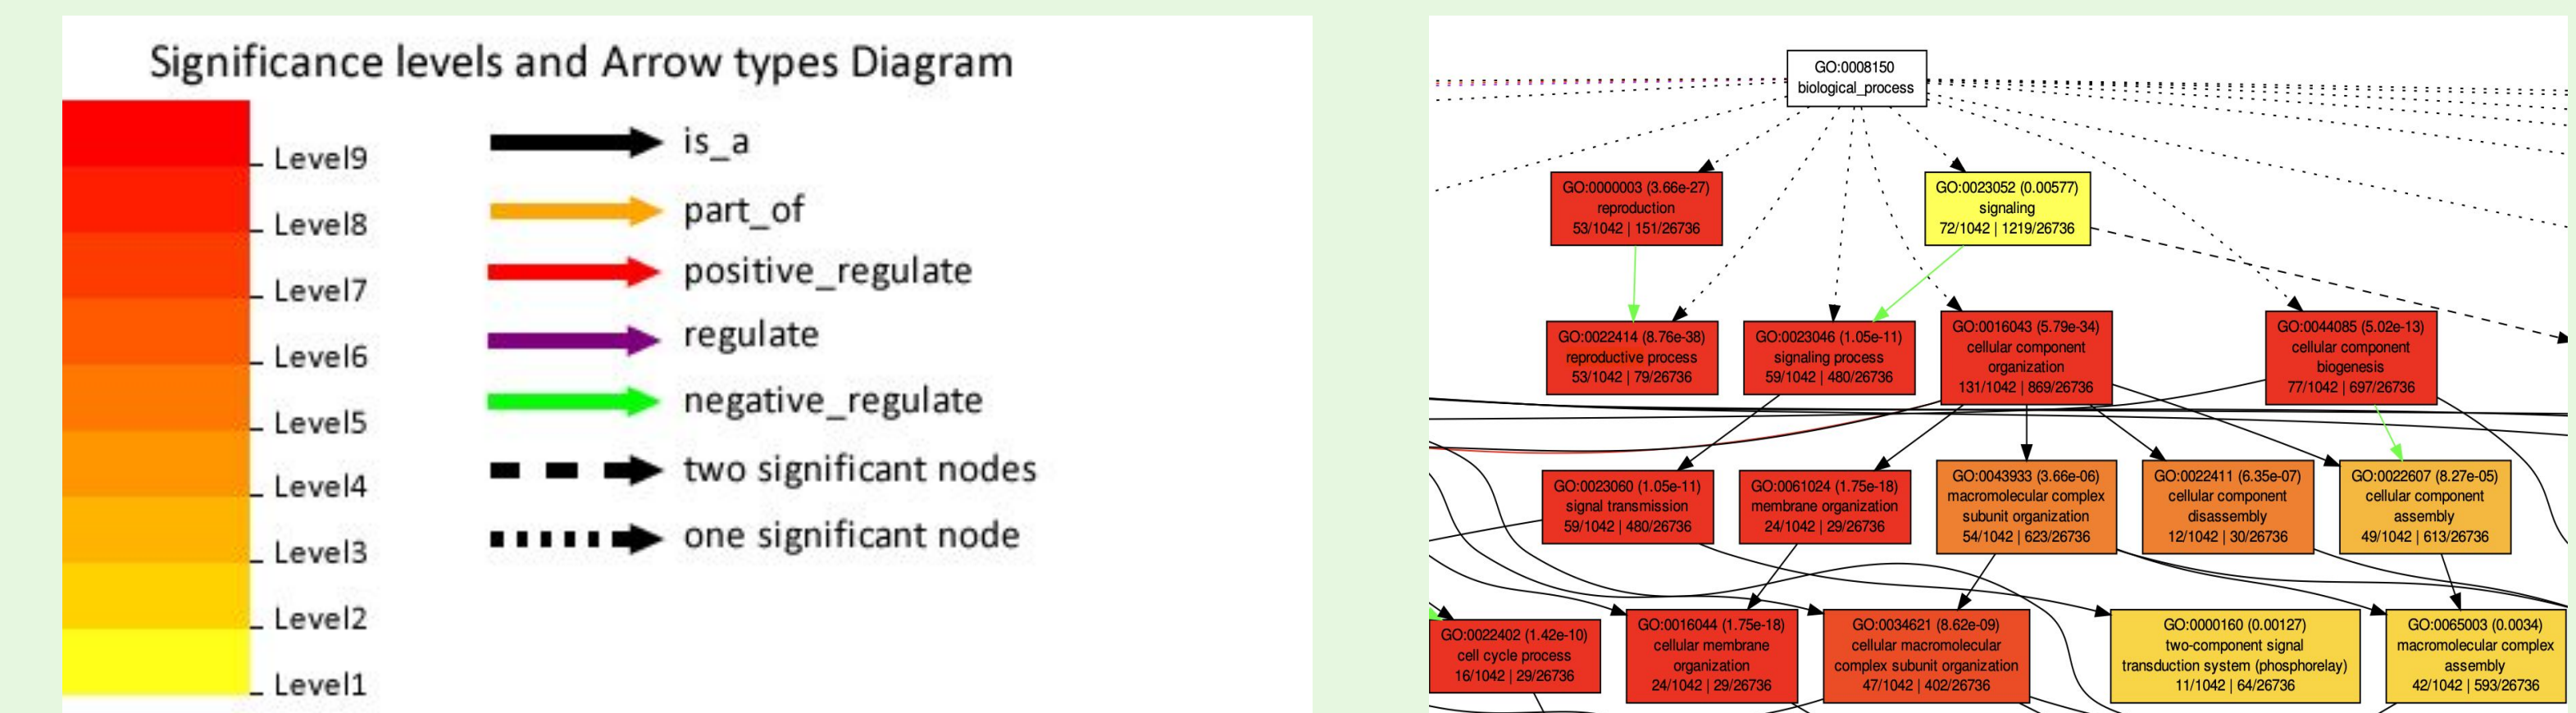 Significance levels and Arrow types Diagram
Level9
Level8
Level7
Level6
Level5
Level4
Level3
Level2
Level1
is_a
part_of
positive_regulate
regulate
negative_regulate
two significant nodes
one significant node
GO:0008150
biological_process
GO:0000003 (3.66e-27)
reproduction
53/1042 | 151/26736
GO:0023052 (0.00577)
signaling
72/1042 | 1219/26736
GO:0022414 (8.76e-38)
reproductive process
53/1042 | 79/26736
GO:0023046 (1.05e-11)
signaling process
59/1042 | 480/26736
GO:0016043 (5.79e-34)
cellular component
organization
131/1042 | 869/26736
GO:0044085 (5.02e-13)
cellular component
biogenesis
77/1042 | 697/26736
GO:0023060 (1.05e-11)
signal transmission
59/1042 | 480/26736
GO:0061024 (1.75e-18)
membrane organization
24/1042 | 29/26736
GO:0043933 (3.66e-06)
macromolecular complex
subunit organization
54/1042 | 623/26736
GO:0022411 (6.35e-07)
cellular component
disassembly
12/1042 | 30/26736
GO:0022607 (8.27e-05)
cellular component
assembly
49/1042 | 613/26736
GO:0022402 (1.42e-10)
cell cycle process
16/1042 | 29/26736
GO:0016044 (1.75e-18)
cellular membrane
organization
24/1042 | 29/26736
GO:0034621 (8.62e-09)
cellular macromolecular
complex subunit organization
47/1042 | 402/26736
GO:0000160 (0.00127)
two-component signal
transduction system (phosphorelay)
11/1042 | 64/26736
GO:0065003 (0.0034)
macromolecular complex
assembly
42/1042 | 593/26736